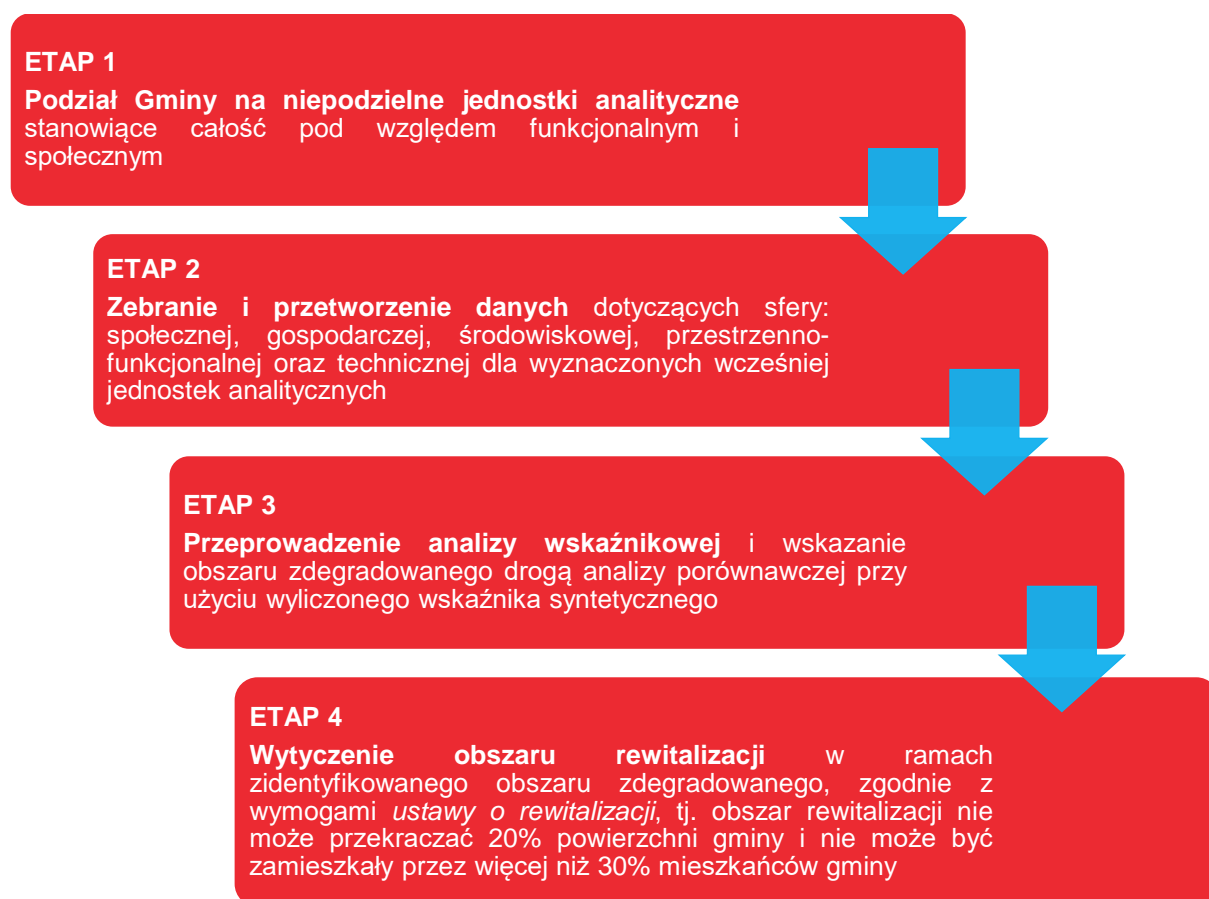 ETAP 1
Podział Gminy na niepodzielne jednostki analityczne
stanowiące całość pod względem funkcjonalnym i
społecznym
ETAP 2
Zebranie i przetworzenie danych dotyczących sfery:
społecznej, gospodarczej, środowiskowej, przestrzenno-
funkcjonalnej oraz technicznej dla wyznaczonych wcześniej
jednostek analitycznych
ETAP 3
Przeprowadzenie analizy wskaźnikowej i wskazanie
obszaru zdegradowanego drogą analizy porównawczej przy
użyciu wyliczonego wskaźnika syntetycznego
ETAP 4
Wytyczenie obszaru rewitalizacji w ramach
zidentyfikowanego obszaru zdegradowanego, zgodnie z
wymogami ustawy o rewitalizacji, tj. obszar rewitalizacji nie
może przekraczać 20% powierzchni gminy i nie może być
zamieszkały przez więcej niż 30% mieszkańców gminy